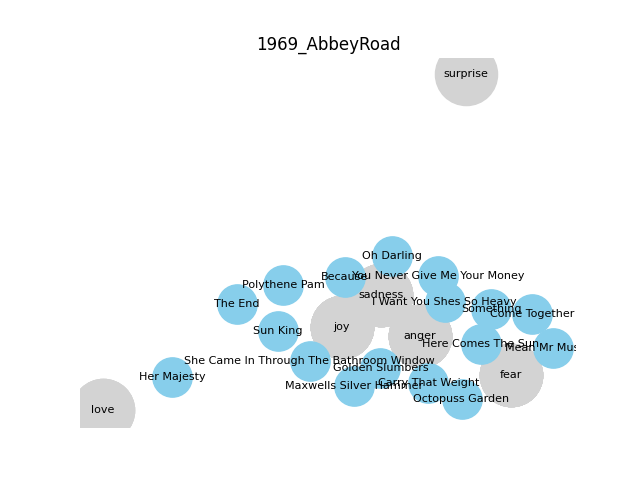 1969_AbbeyRoad
surprise
Oh Darling
Because
You Never Give Me Your Money
Polythene Pam
sadness
The End
I Want You Shes So Heavy
Something
Come Together
joy
Sun King
anger
Here Comes The Sun
Mean Mr Mus
She Came In Through The Bathroom Window
Golden Slumbers
fear
Her Majesty
Carry That Weight
Maxwells Silver Hammer
Octopuss Garden
love